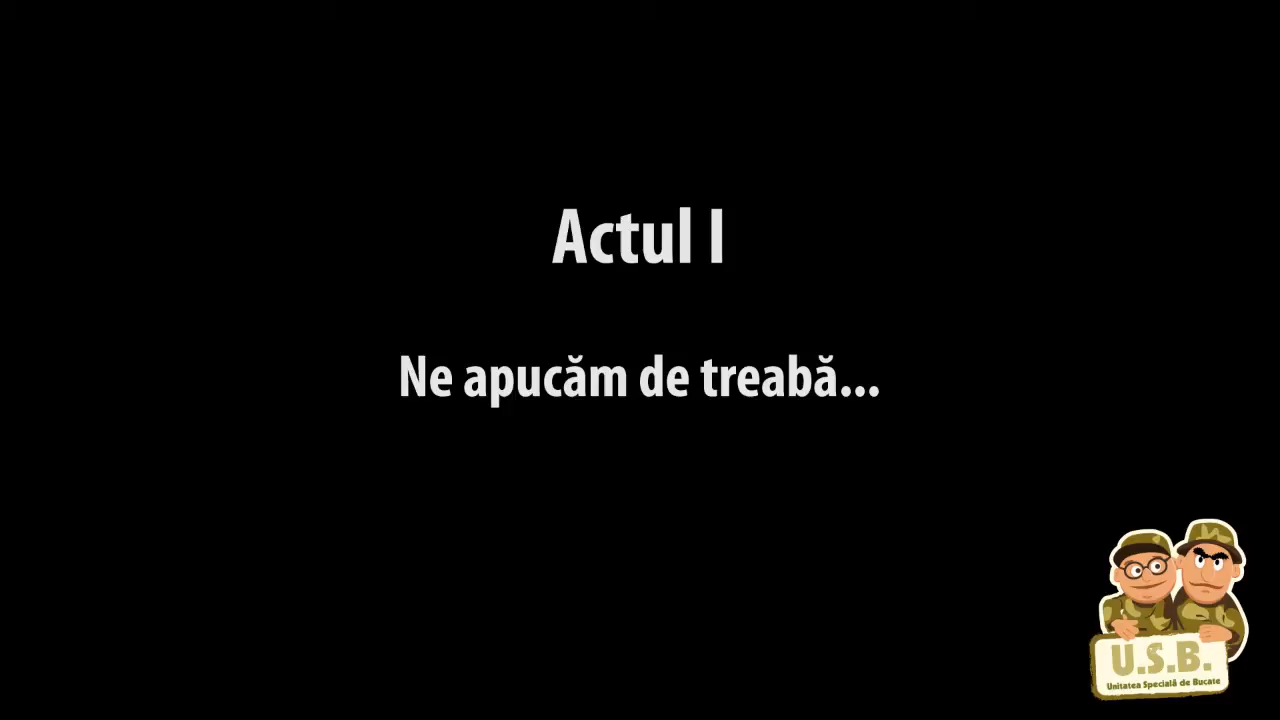 Actul I
Ne apucăm de treabă...
U.S.B.
Unitatea Specială de Bucate